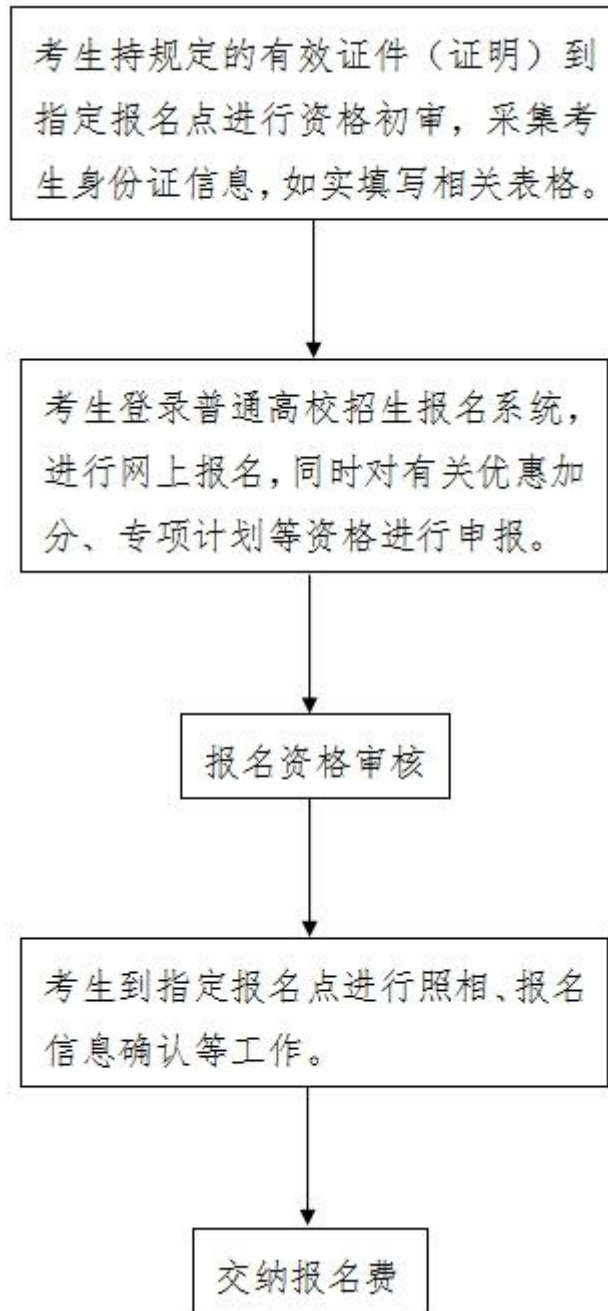 考生持规定的有效证件（证明）到
指定报名点进行资格初审，采集考
生身份证信息，如实填写相关表格。
考生登录普通高校招生报名系统，
进行网上报名，同时对有关优惠加
分、专项计划等资格进行申报。
报名资格审核
考生到指定报名点进行照相、报名
信息确认等工作。
交纳报名费